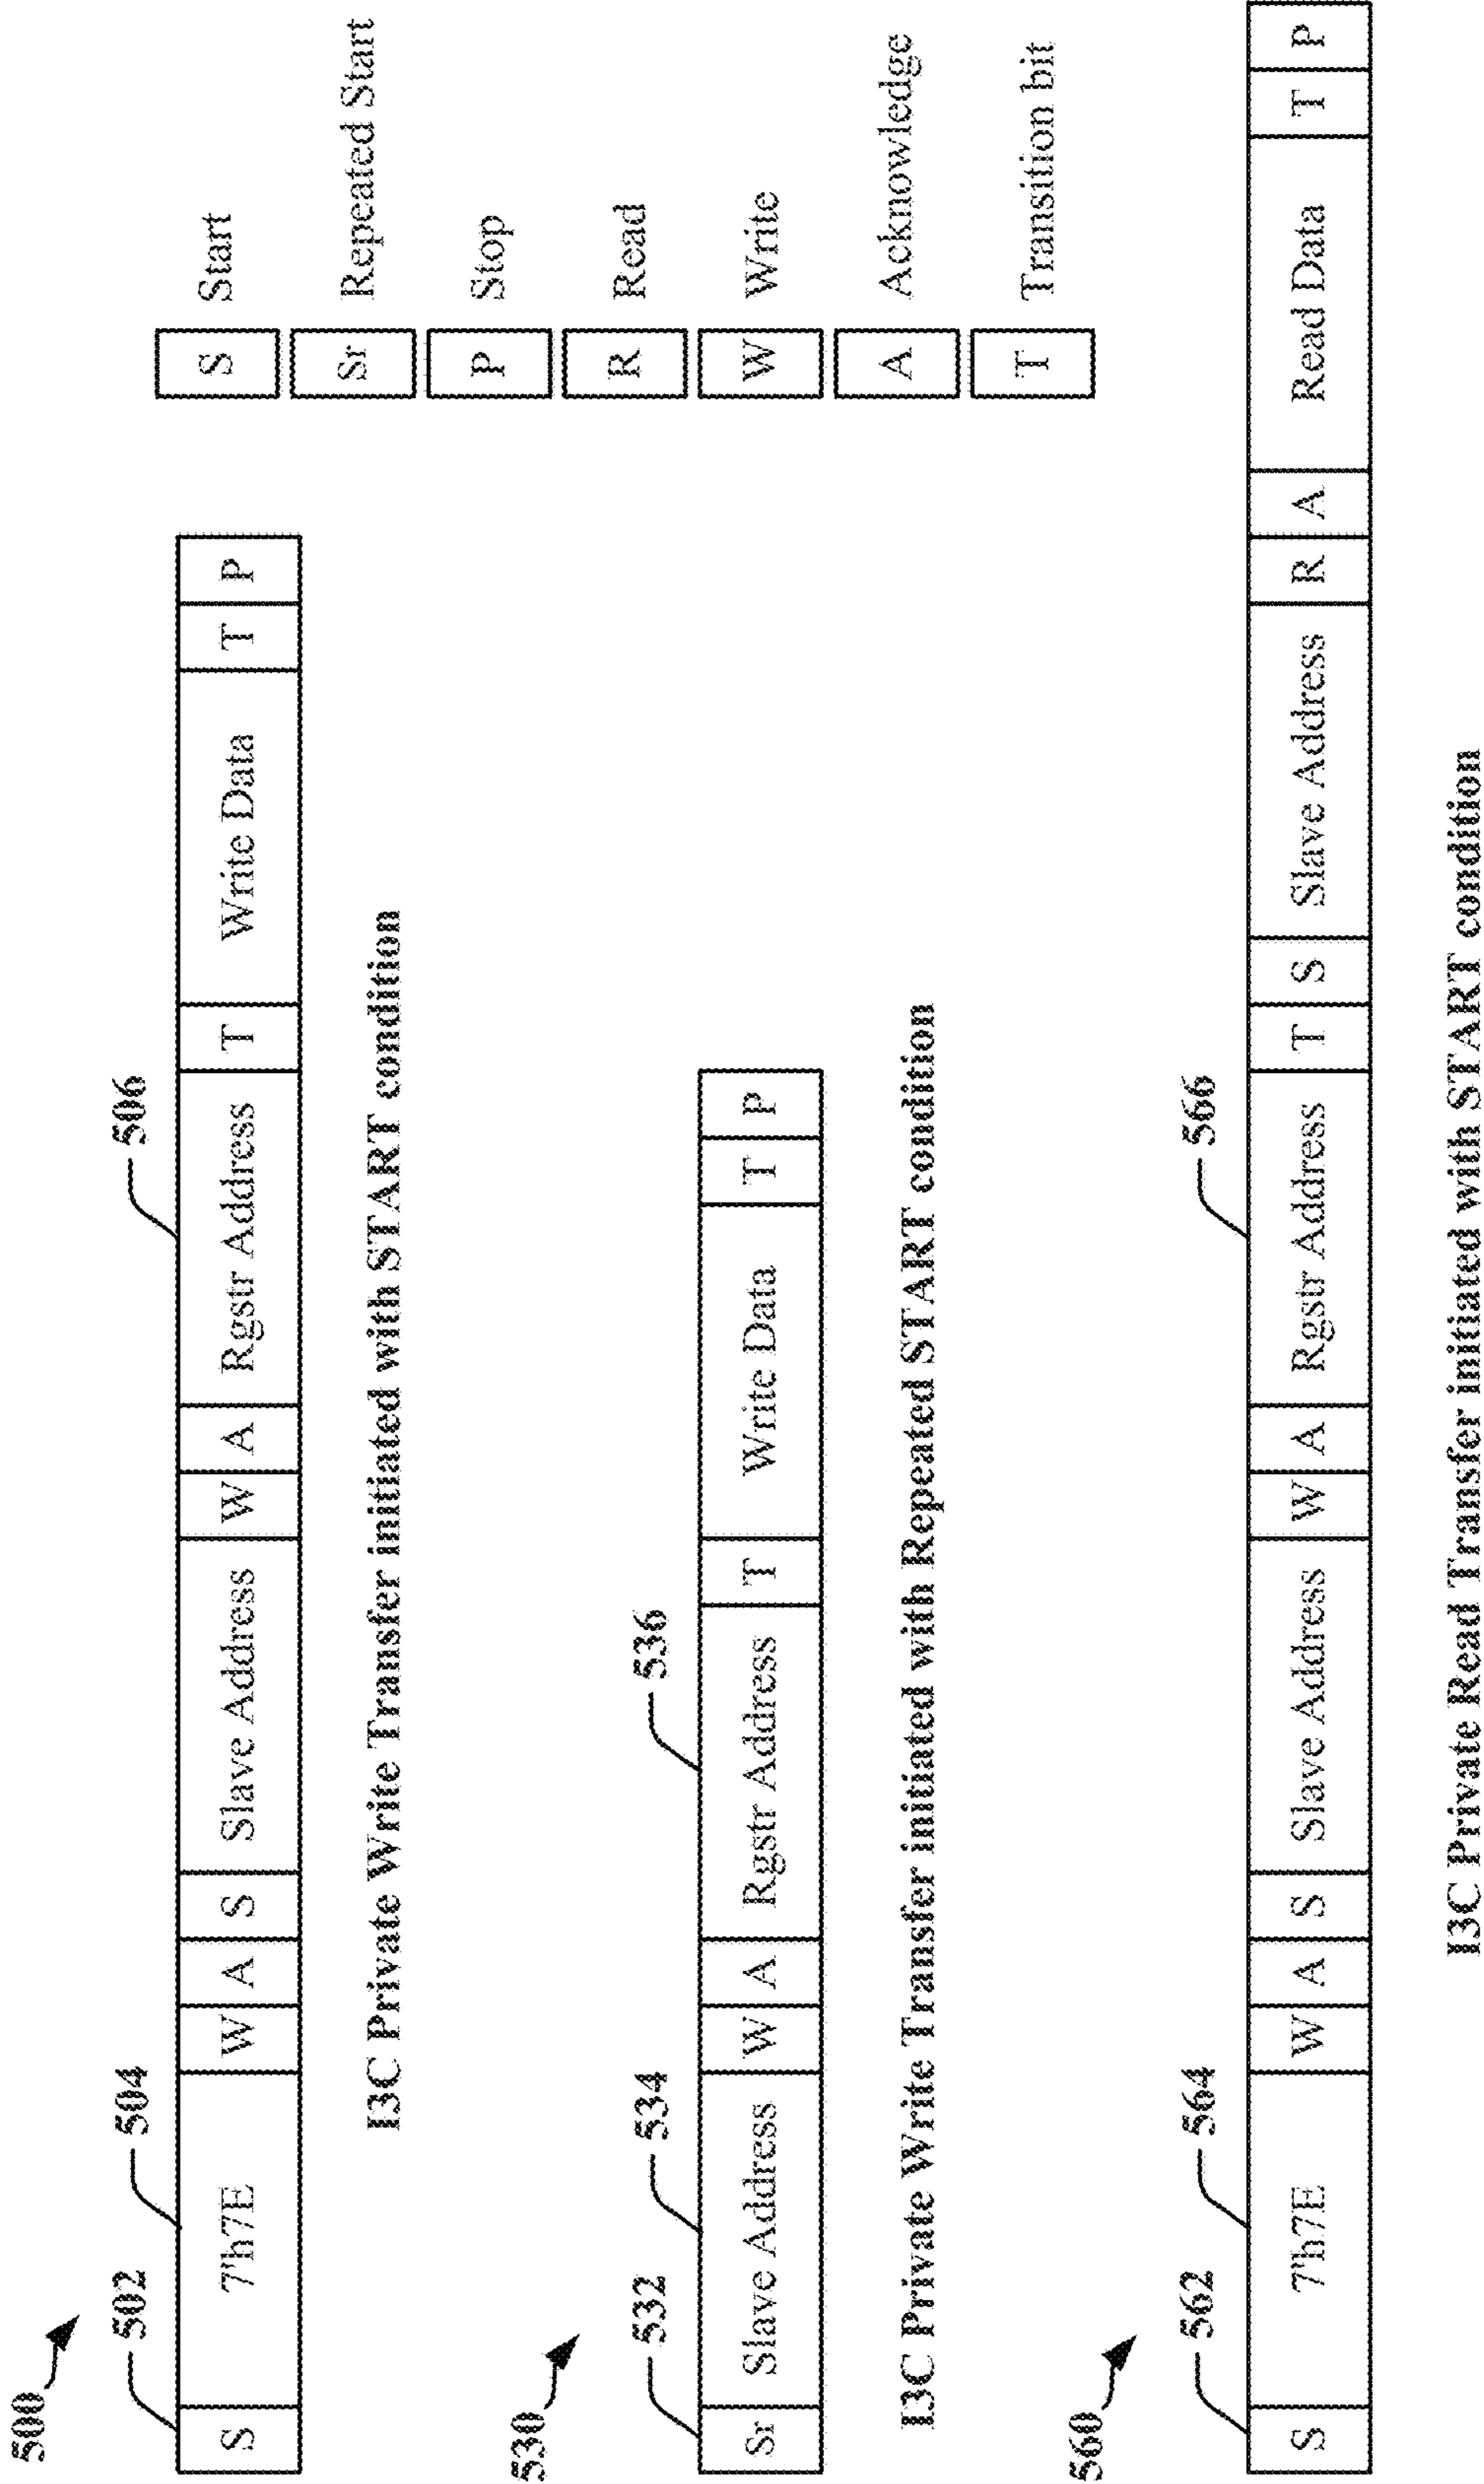 500
502
504
506
S 7'h7E W A S Slave Address W A Rgstr Address T Write Data T P
I3C Private Write Transfer initiated with START condition
S Start
Sr Repeated Start
P Stop
R Read
W Write
A Acknowledge
T Transition bit
530
532
534
536
Sr Slave Address W A Rgstr Address T Write Data T P
I3C Private Write Transfer initiated with Repeated START condition
560
562
564
566
S 7'h7E W A S Slave Address W A Rgstr Address T S Slave Address R A Read Data T P
I3C Private Read Transfer initiated with START condition